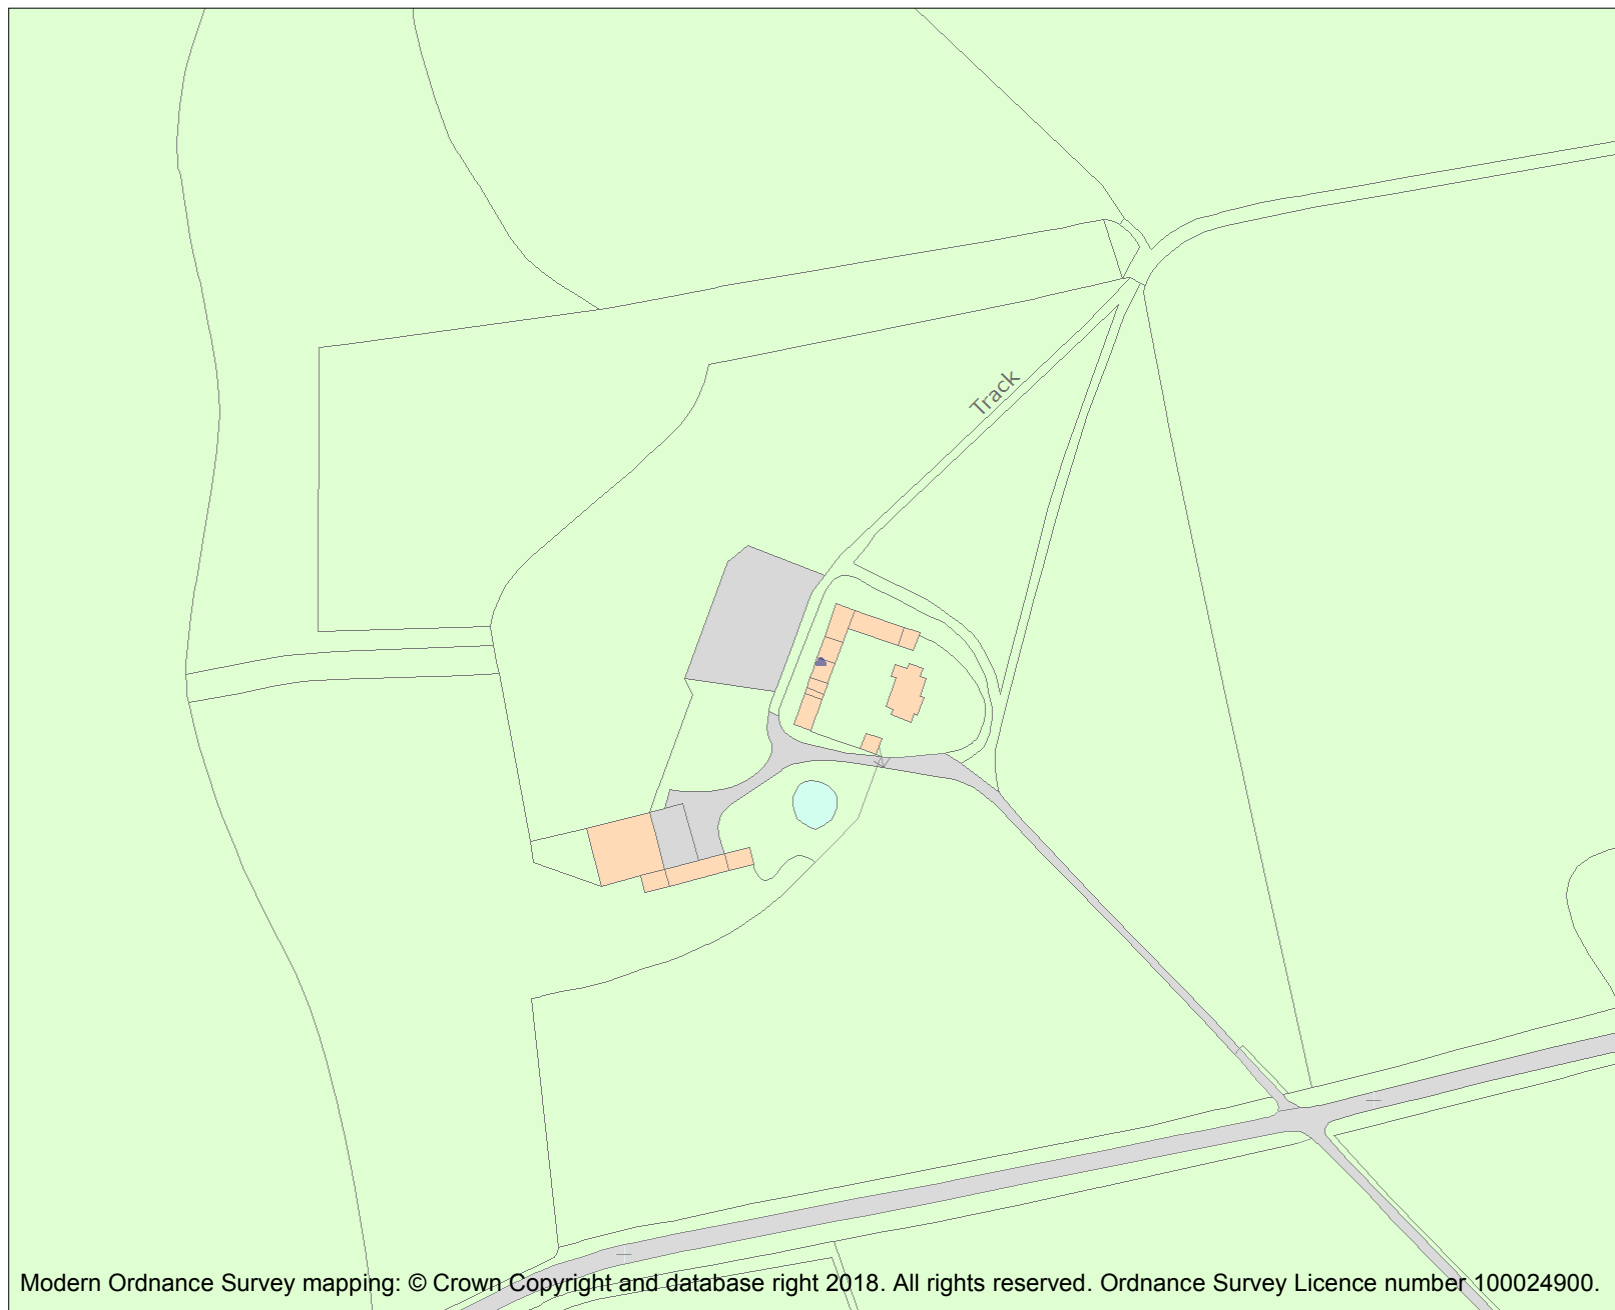 Track
Modern Ordnance Survey mapping: © Crown Copyright and database right 2018. All rights reserved. Ordnance Survey Licence number 100024900.